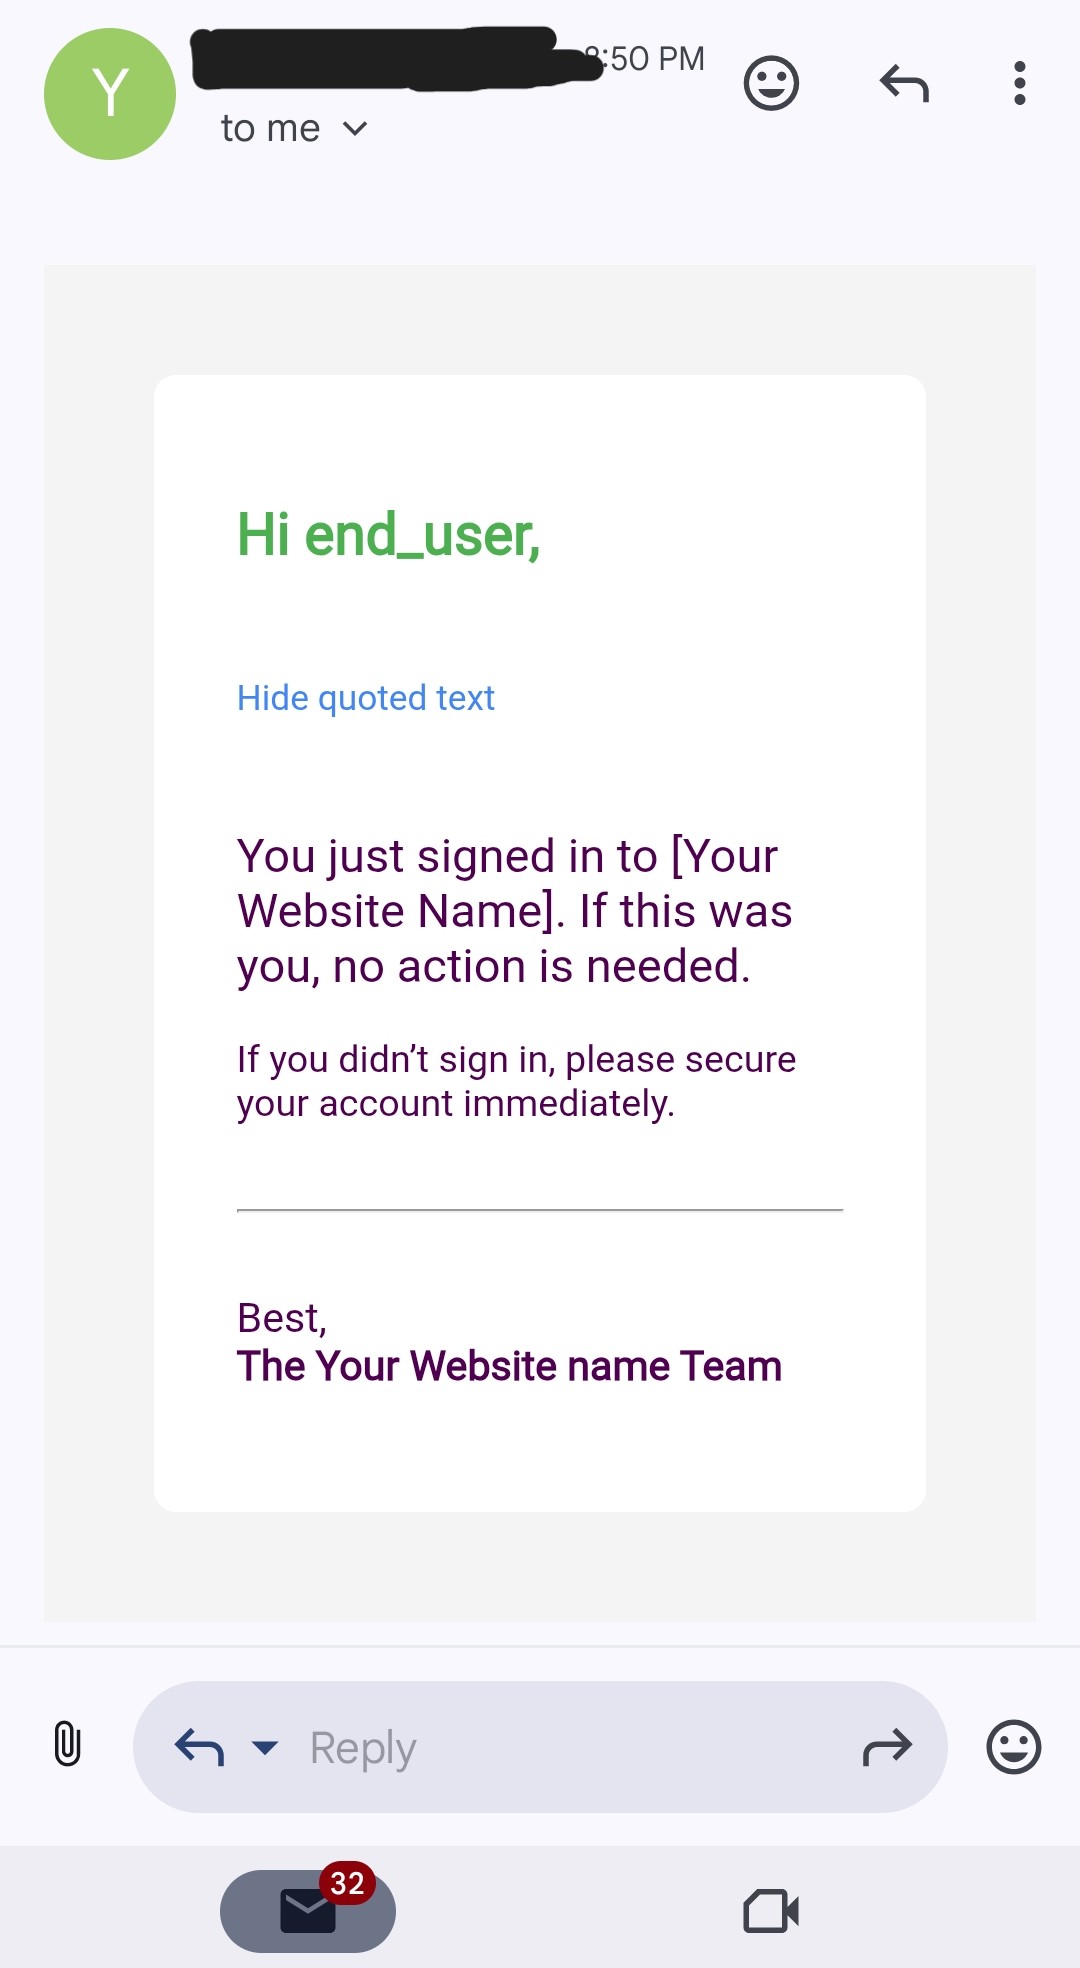 Y
:50 PM
to me
Hi end_user,
Hide quoted text
You just signed in to [Your
Website Name]. If this was
you, no action is needed.
If you didn’t sign in, please secure
your account immediately.
Best,
The Your Website name Team
Reply
32